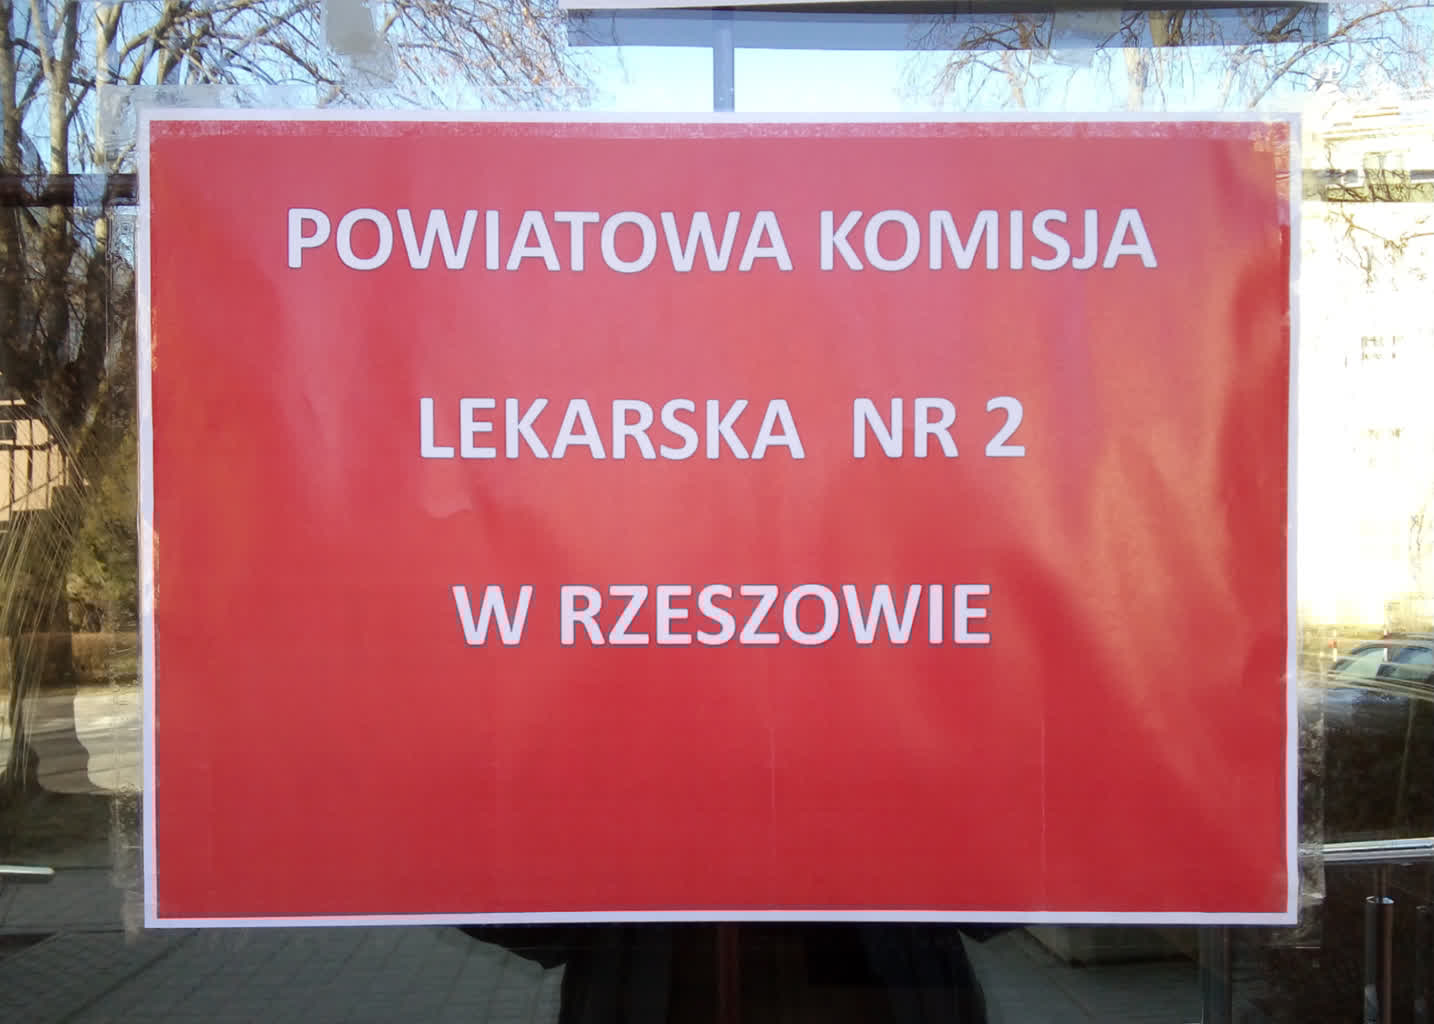 POWIATOWA KOMISJA
LEKARSKA NR 2
W RZESZOWIE